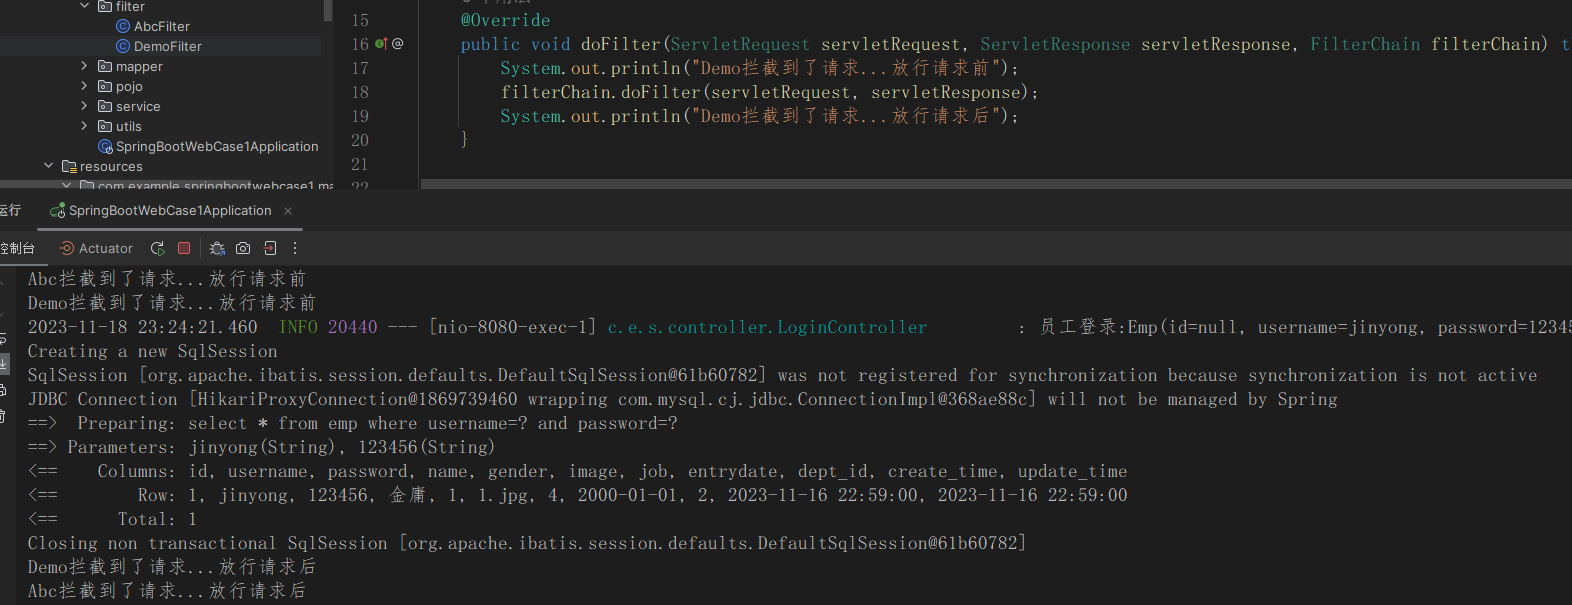 filter
AbcFilter
DemoFilter
mapper
pojo
service
utils
SpringBootWebCase1Application
resources
com.example.springbootwebcase1.ma
15 @Override
16 public void doFilter(ServletRequest servletRequest, ServletResponse servletResponse, FilterChain filterChain) t
17 System.out.println("Demo拦截到了请求...放行请求前");
18 filterChain.doFilter(servletRequest, servletResponse);
19 System.out.println("Demo拦截到了请求...放行请求后");
20 }
21
22
运行 SpringBootWebCase1Application
控制台 Actuator
Abc拦截到了请求...放行请求前
Demo拦截到了请求...放行请求前
2023-11-18 23:24:21.460 INFO 20440 --- [nio-8080-exec-1] c.e.s.controller.LoginController : 员工登录:Emp(id=null, username=jinyong, password=12345
Creating a new SqlSession
SqlSession [org.apache.ibatis.session.defaults.DefaultSqlSession@61b60782] was not registered for synchronization because synchronization is not active
JDBC Connection [HikariProxyConnection@1869739460 wrapping com.mysql.cj.jdbc.ConnectionImpl@368ae88c] will not be managed by Spring
==> Preparing: select * from emp where username=? and password=?
==> Parameters: jinyong(String), 123456(String)
<== Columns: id, username, password, name, gender, image, job, entrydate, dept_id, create_time, update_time
<== Row: 1, jinyong, 123456, 金庸, 1, 1.jpg, 4, 2000-01-01, 2, 2023-11-16 22:59:00, 2023-11-16 22:59:00
<== Total: 1
Closing non transactional SqlSession [org.apache.ibatis.session.defaults.DefaultSqlSession@61b60782]
Demo拦截到了请求...放行请求后
Abc拦截到了请求...放行请求后